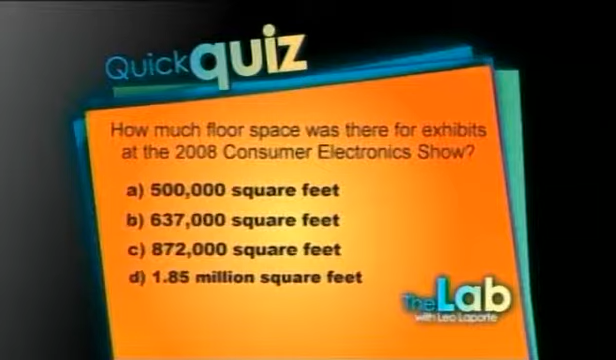 Quick quiz
How much floor space was there for exhibits
at the 2008 Consumer Electronics Show?
a) 500,000 square feet
b) 637,000 square feet
c) 872,000 square feet
d) 1.85 million square feet
The Lab
with Leo Laporte